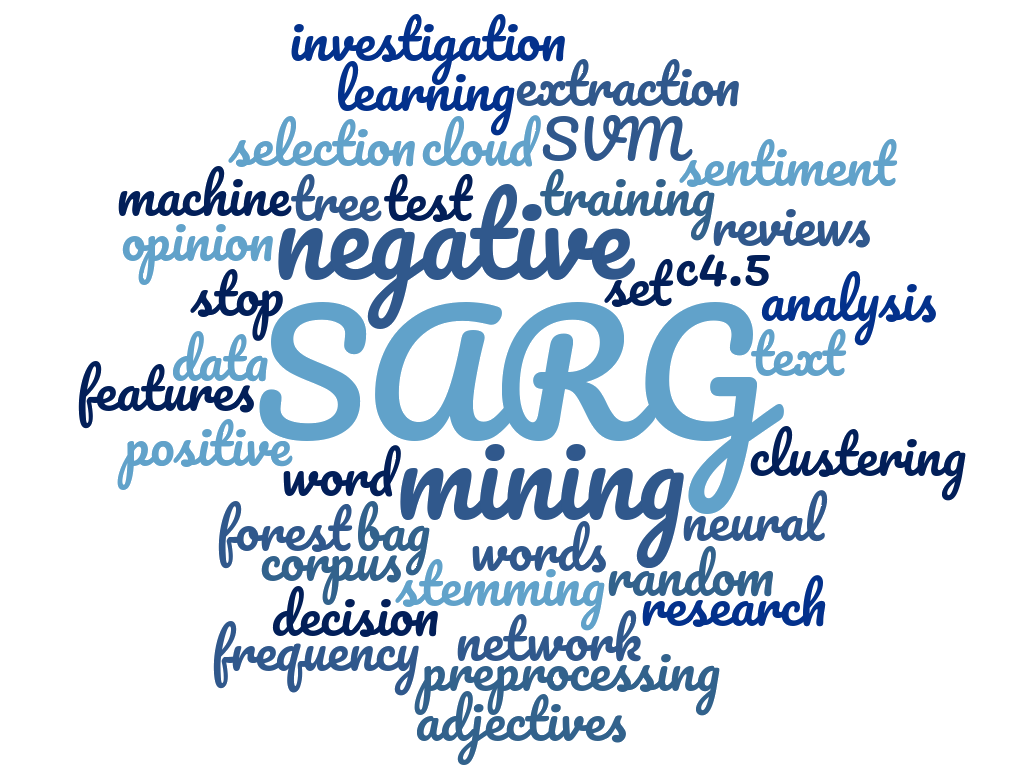 investigation
learning extraction
selection cloud SVM
sentiment
machine tree test training
reviews
opinion negative
set c4.5
stop analysis
SARG
data text
features
positive
clustering
word mining
forest bag neural
corpus words
stemming random
decision research
frequency network
preprocessing
adjectives